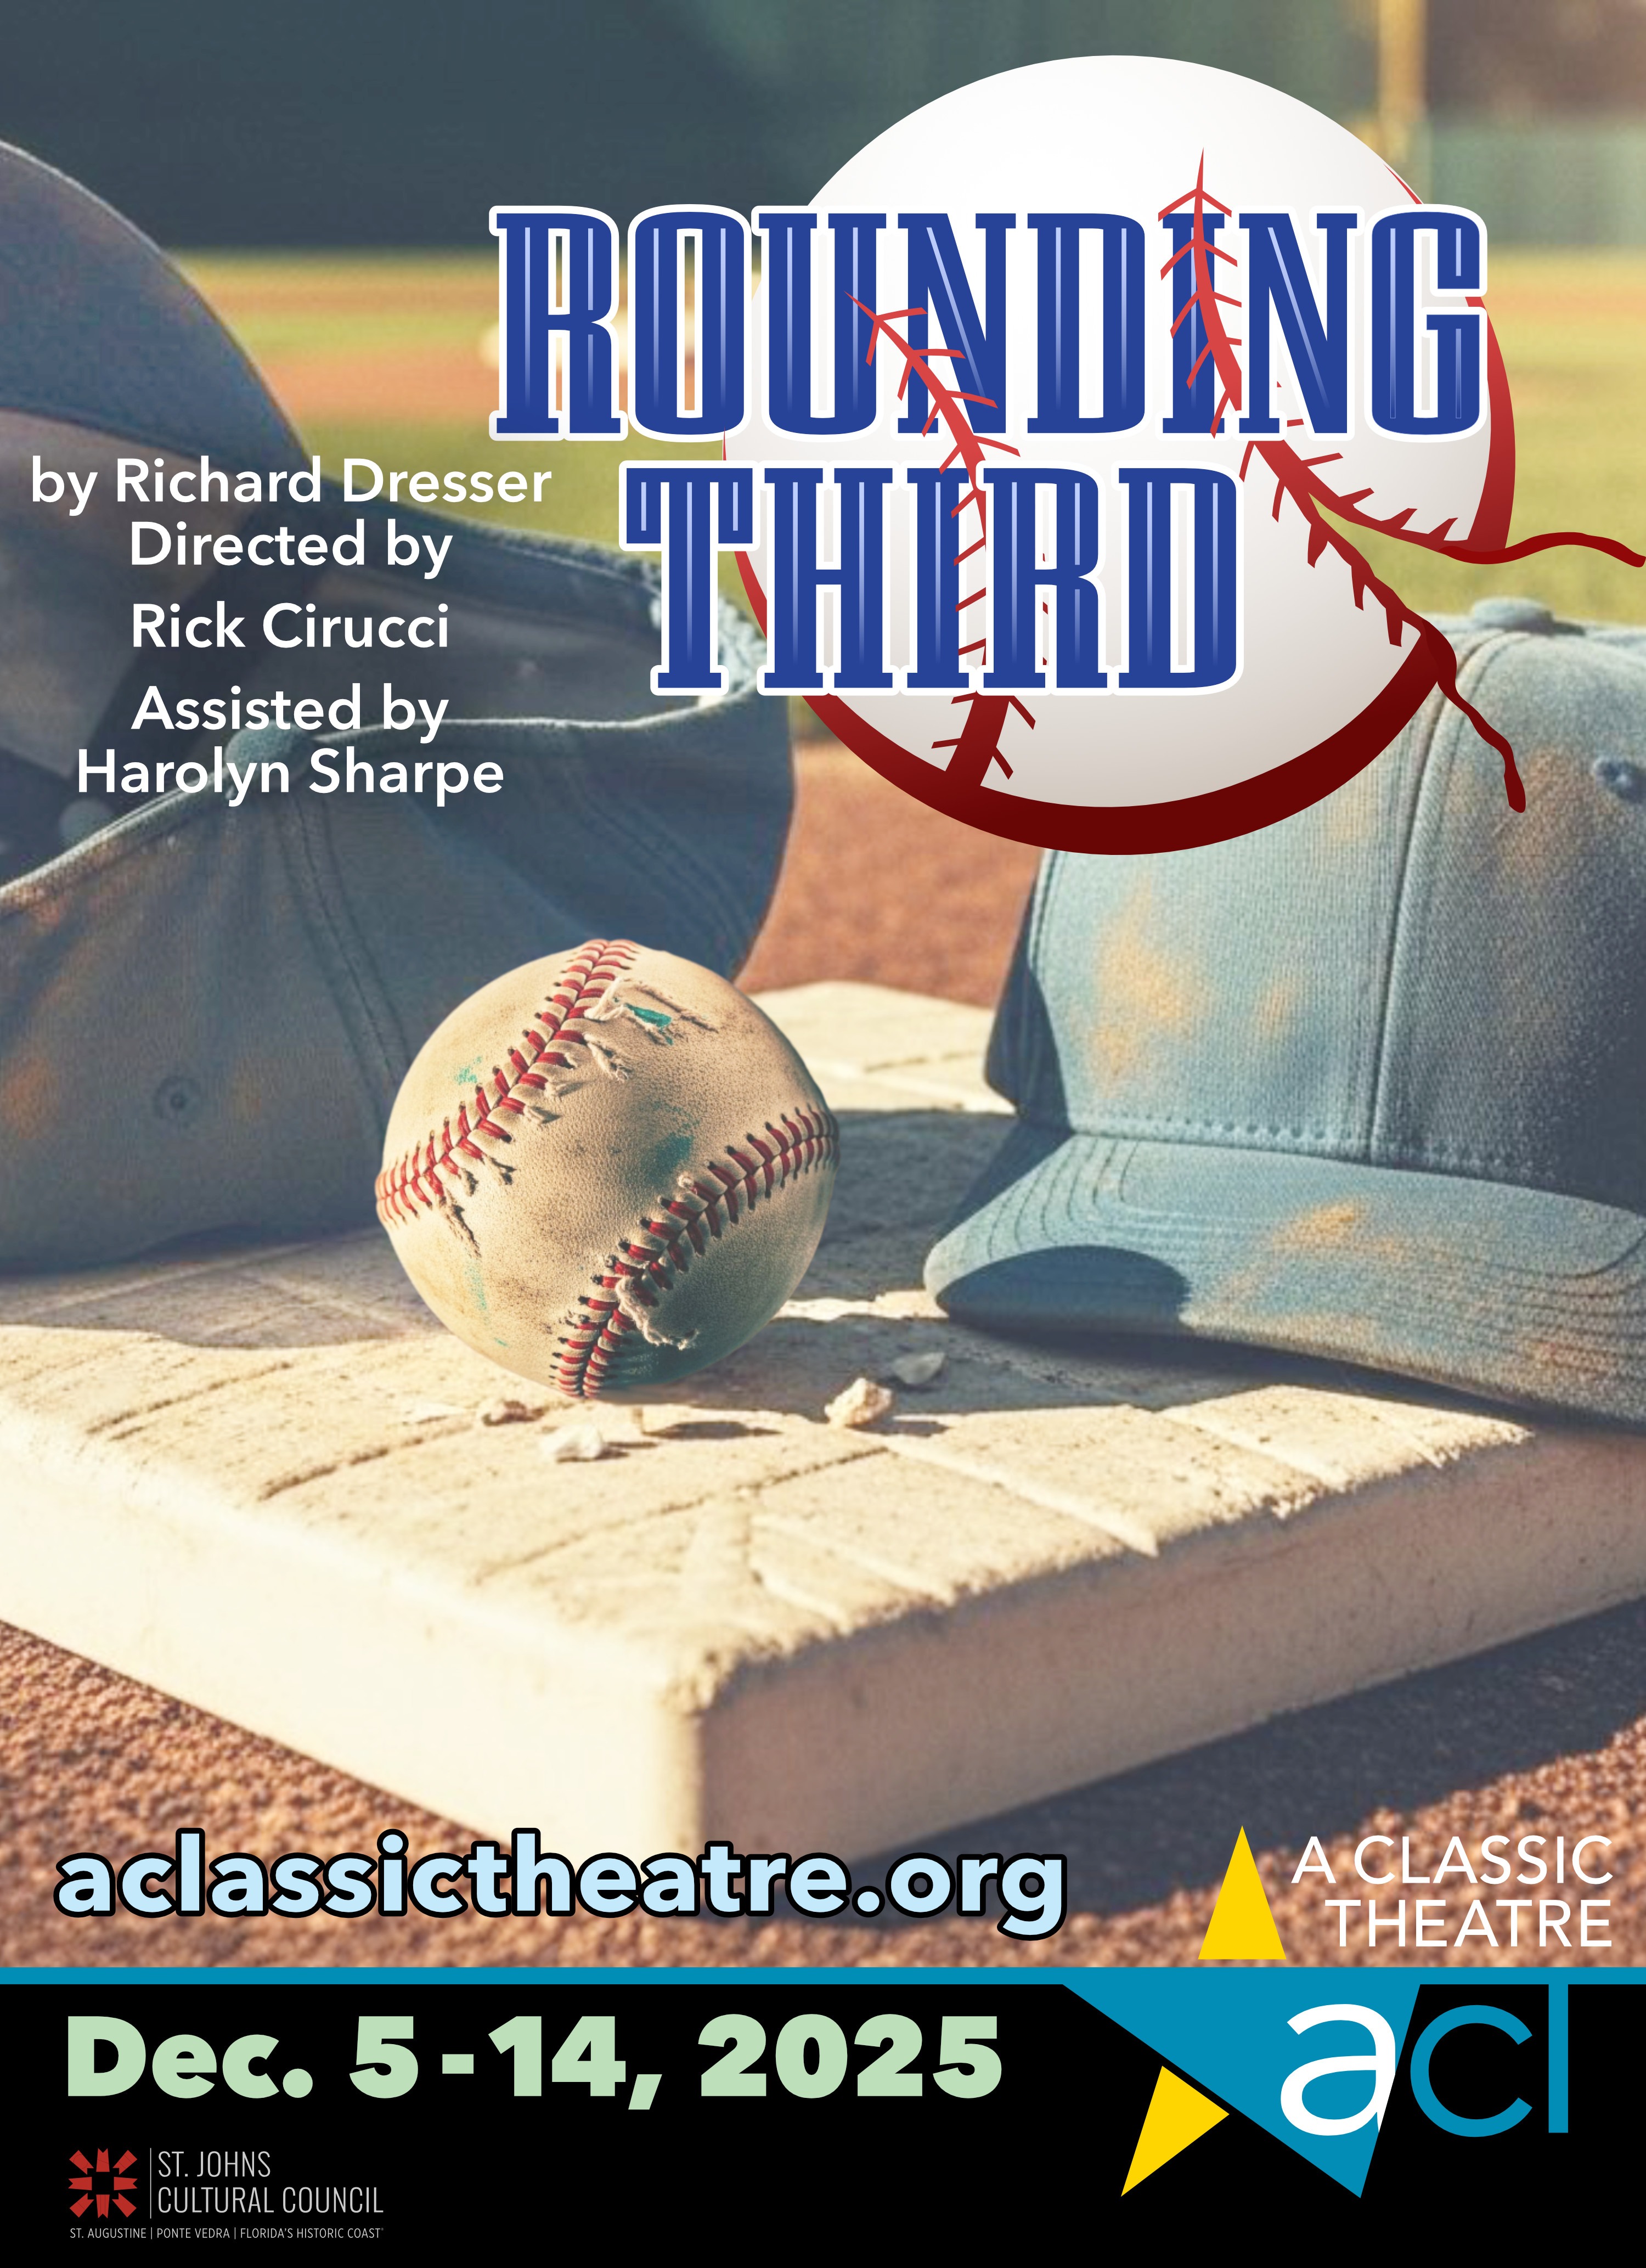 ROUNDING
THIRD
by Richard Dresser
Directed by
Rick Cirucci
Assisted by
Harolyn Sharpe
aclassictheatre.org
A CLASSIC
THEATRE
Dec. 5-14, 2025
act
ST. JOHNS
CULTURAL COUNCIL
ST. AUGUSTINE | PONTE VEDRA | FLORIDA'S HISTORIC COAST